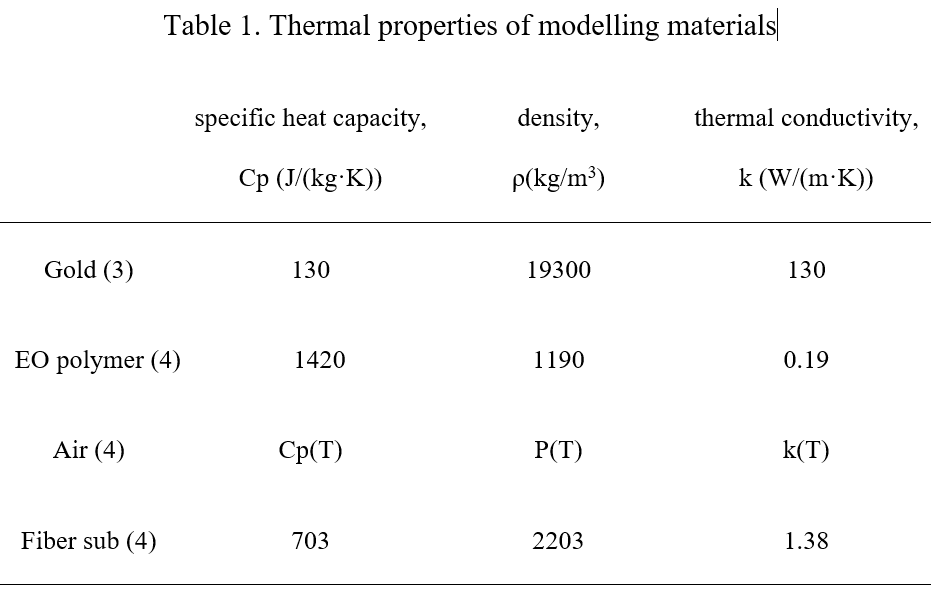 Table 1. Thermal properties of modelling materials
specific heat capacity, density, thermal conductivity,
Cp (J/(kg·K)) ρ(kg/m³) k (W/(m·K))
Gold (3) 130 19300 130
EO polymer (4) 1420 1190 0.19
Air (4) Cp(T) P(T) k(T)
Fiber sub (4) 703 2203 1.38